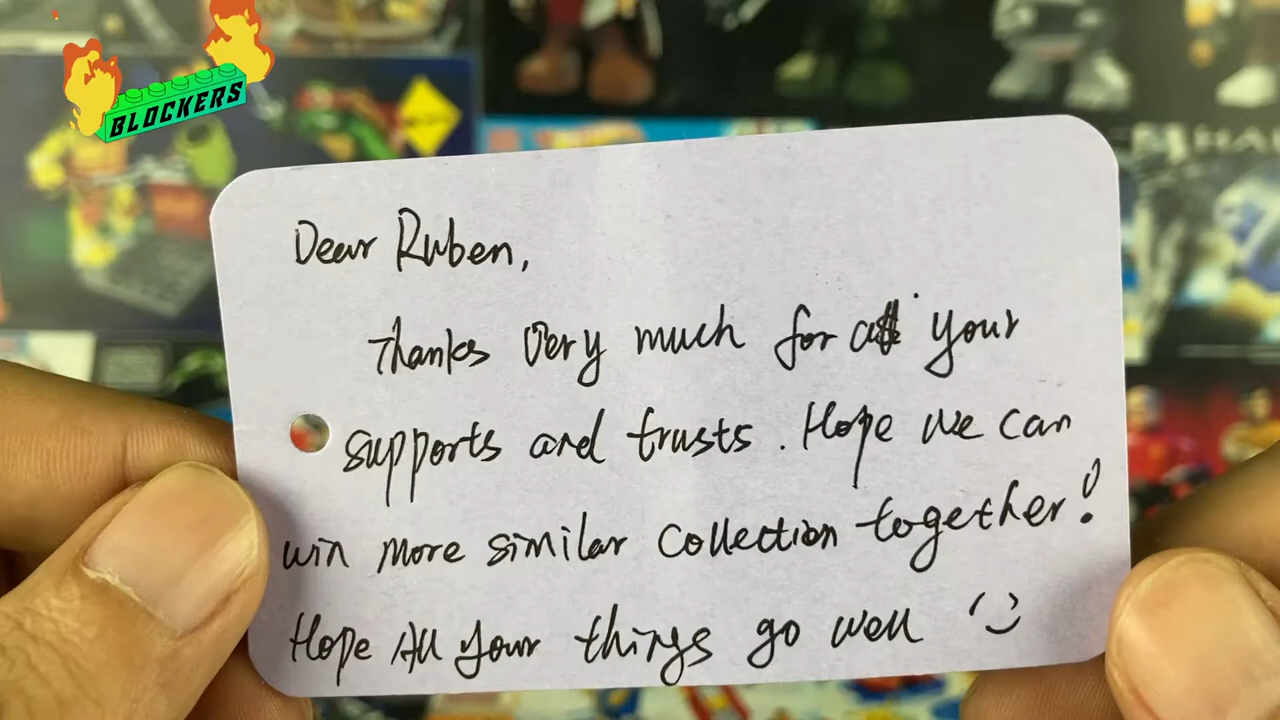 BLOCKERS
Dear Ruben,
Thanks very much for all your
supports and trusts. Hope we can
win more similar collection together!
Hope All your things go well
HA